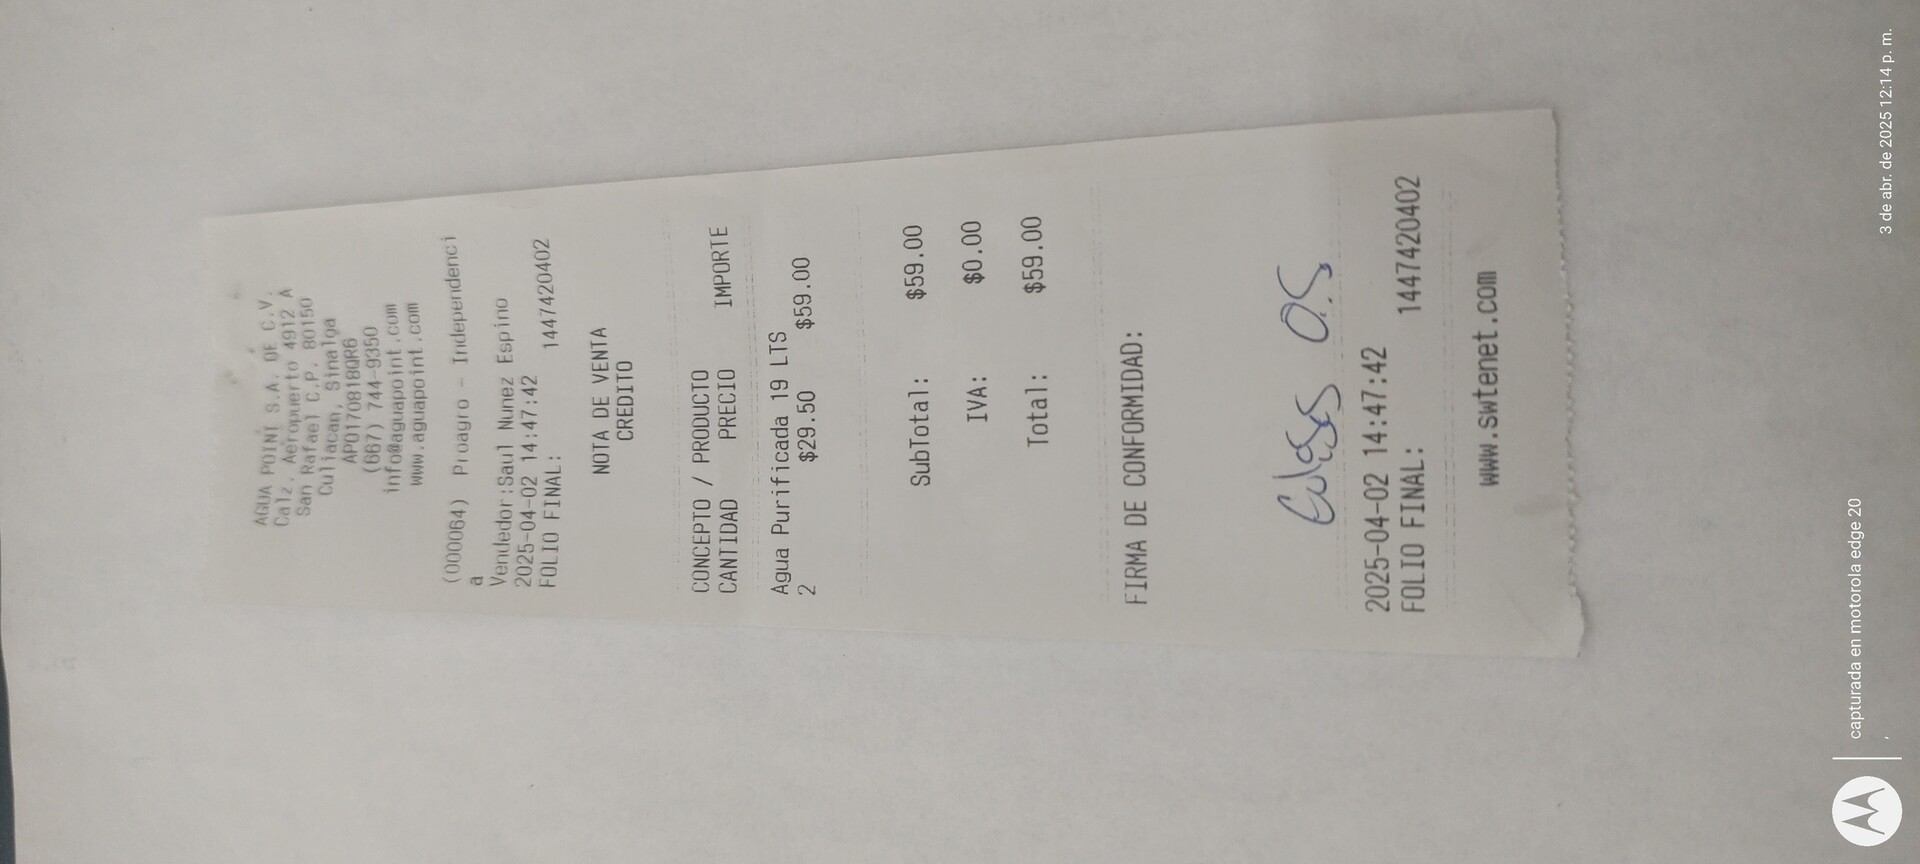 AGUA POINT S.A. DE C.V.
Calz. Aeropuerto 4912 A
San Rafael C.P. 80150
Culiacan, Sinaloa
APO170818QR6
(667) 744-9350
info@aguapoint.com
www.aguapoint.com
(000064) Proagro - Independenci
a
Vendedor:Saul Nunez Espino
2025-04-02 14:47:42
FOLIO FINAL: 1447420402
NOTA DE VENTA
CREDITO
CONCEPTO / PRODUCTO
CANTIDAD PRECIO IMPORTE
Agua Purificada 19 LTS
2 $29.50 $59.00
SubTotal: $59.00
IVA: $0.00
Total: $59.00
FIRMA DE CONFORMIDAD:
O.S
2025-04-02 14:47:42
FOLIO FINAL: 1447420402
www.swtenet.com
capturada en motorola edge 20
,
3 de abr. de 2025 12:14 p. m.